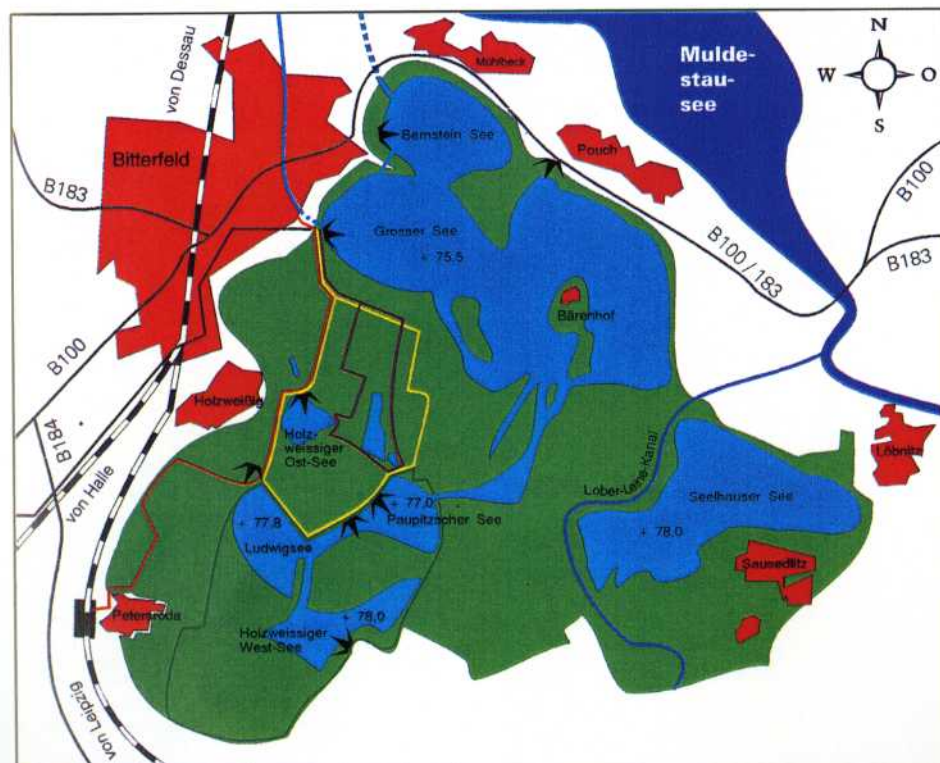 N
W
O
S
von Dessau
Mühlbeck
Mulde-
stau-
see
Bernstein See
Pouch
Bitterfeld
B183
B100
Grosser See
+ 75.5
B100 / 183
B183
Bärenhof
B100
Holzweißig
B184
Holz-
weissiger
Ost-See
Löbnitz
von Halle
Lober-Leine-Kanal
Seelhauser See
+ 77,8
+ 77,0
Paupitzscher See
+ 78,0
Ludwigsee
Sausedlitz
Petersroda
+ 78,0
Holzweissiger
West-See
von Leipzig